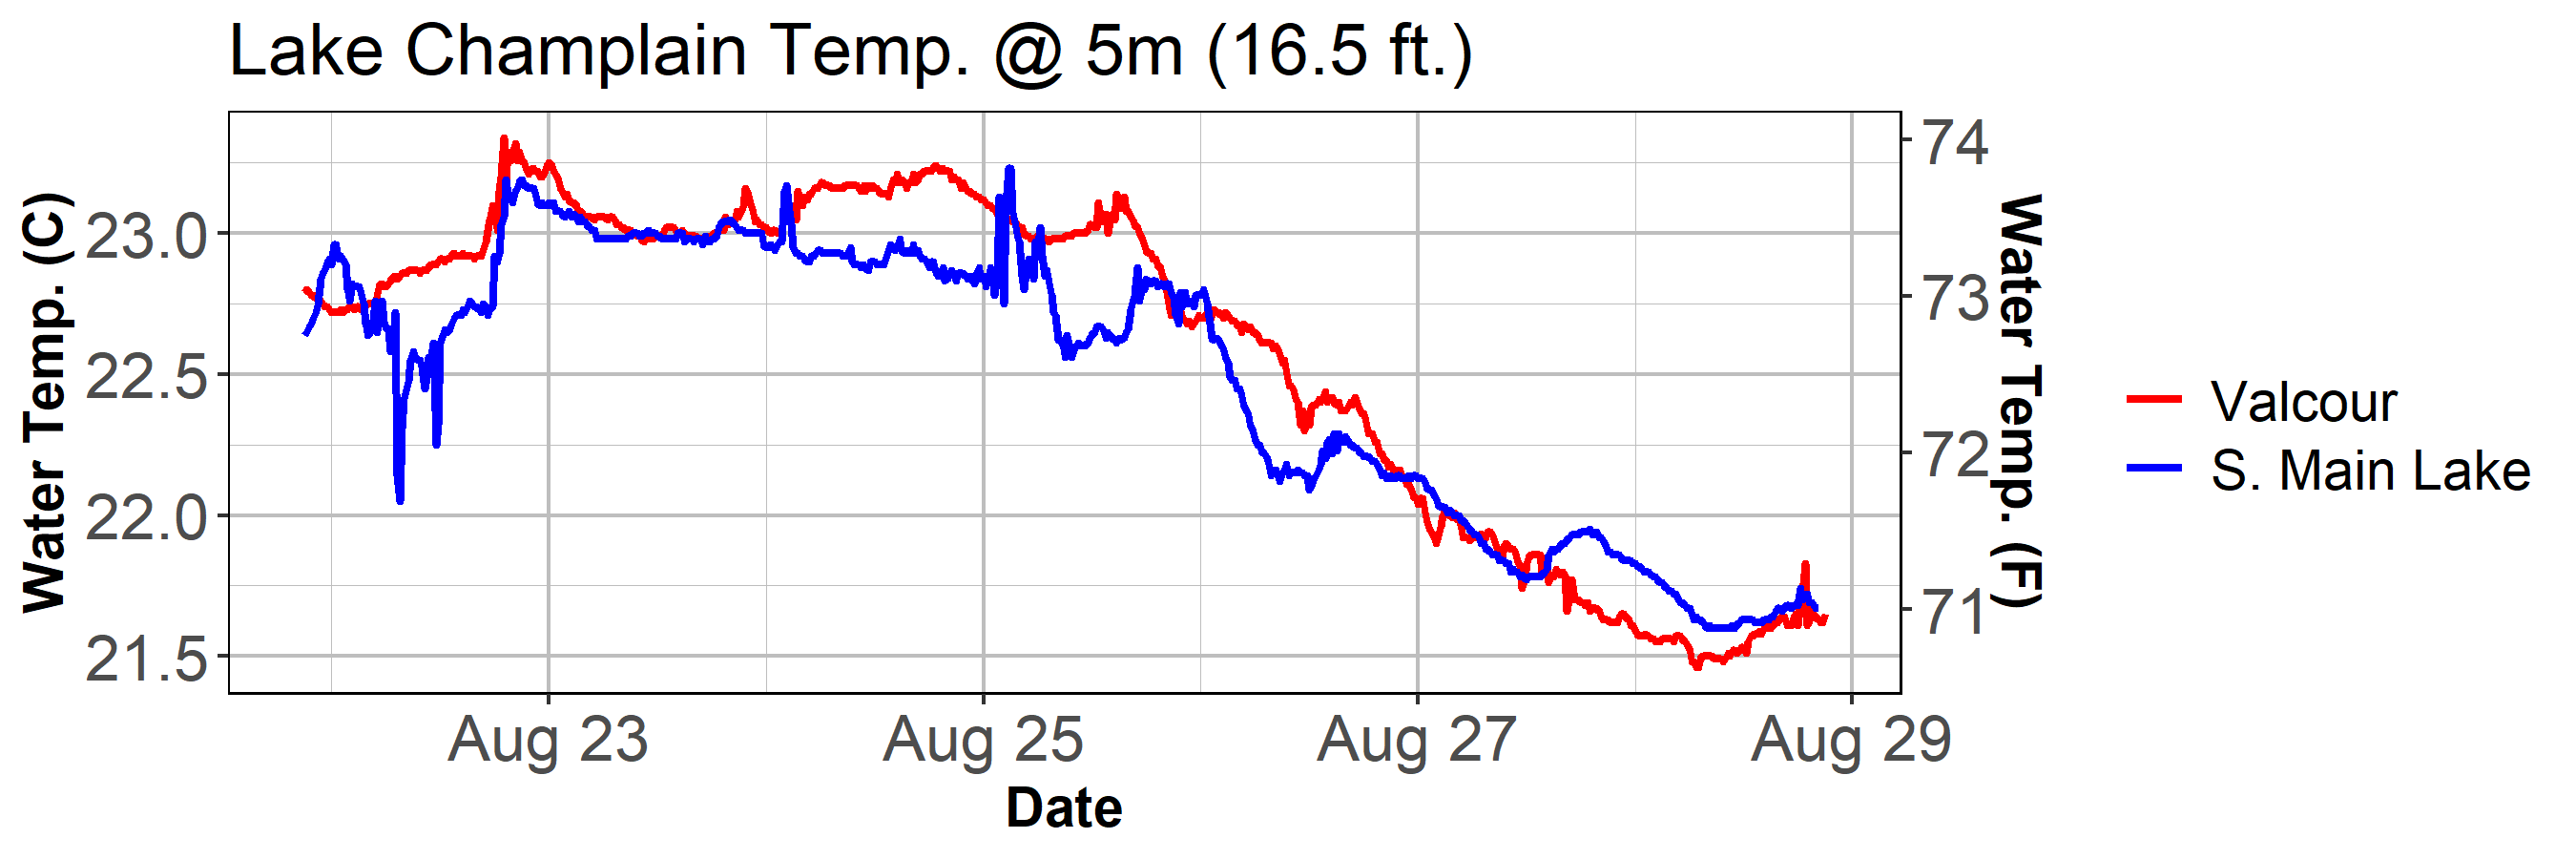 Lake Champlain Temp. @ 5m (16.5 ft.)
Water Temp. (C)
23.0
22.5
22.0
21.5
74
73
72
71
Water Temp. (F)
Aug 23
Aug 25
Aug 27
Aug 29
Date
Valcour
S. Main Lake